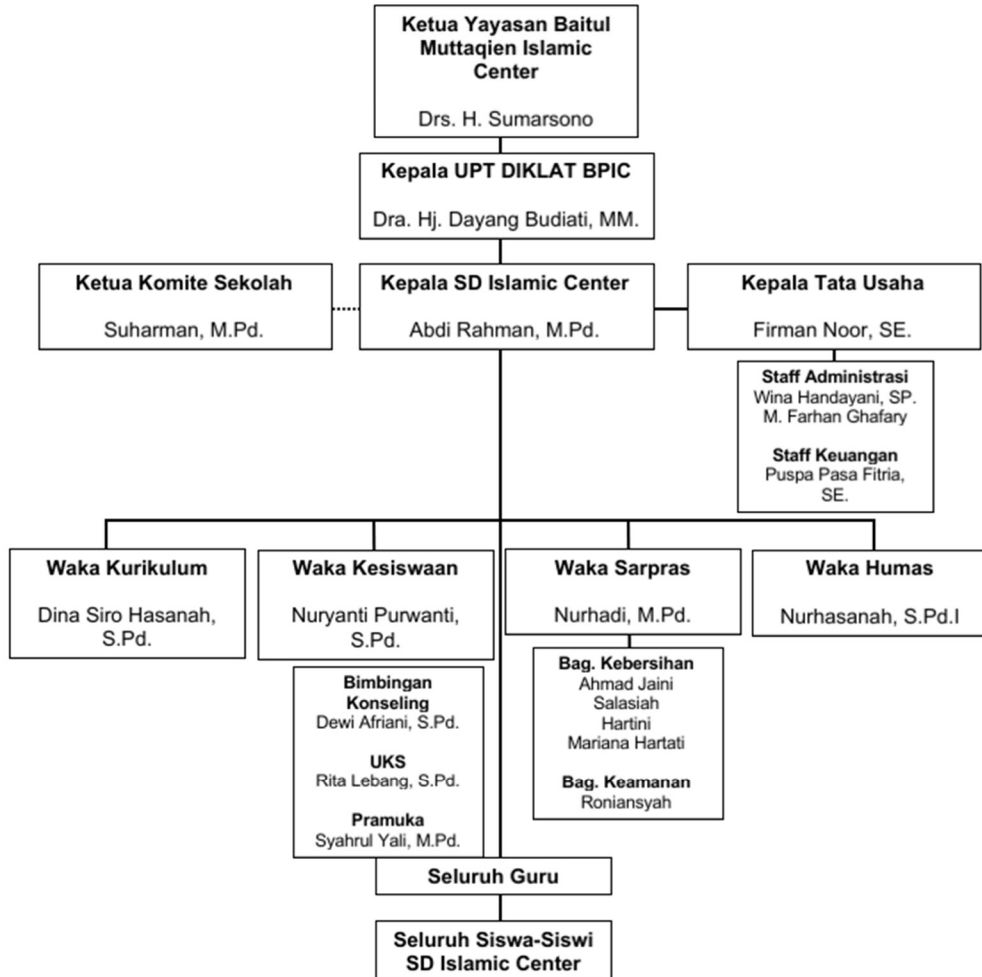 Ketua Yayasan Baitul
Muttaqien Islamic
Center
Drs. H. Sumarsono
Kepala UPT DIKLAT BPIC
Dra. Hj. Dayang Budiati, MM.
Ketua Komite Sekolah
Suharman, M.Pd.
Kepala SD Islamic Center
Abdi Rahman, M.Pd.
Kepala Tata Usaha
Firman Noor, SE.
Staff Administrasi
Wina Handayani, SP.
M. Farhan Ghafary
Staff Keuangan
Puspa Pasa Fitria,
SE.
Waka Kurikulum
Dina Siro Hasanah,
S.Pd.
Waka Kesiswaan
Nuryanti Purwanti,
S.Pd.
Bimbingan
Konseling
Dewi Afriani, S.Pd.
UKS
Rita Lebang, S.Pd.
Pramuka
Syahrul Yali, M.Pd.
Waka Sarpras
Nurhadi, M.Pd.
Bag. Kebersihan
Ahmad Jaini
Salasiah
Hartini
Mariana Hartati
Bag. Keamanan
Roniansyah
Waka Humas
Nurhasanah, S.Pd.I
Seluruh Guru
Seluruh Siswa-Siswi
SD Islamic Center